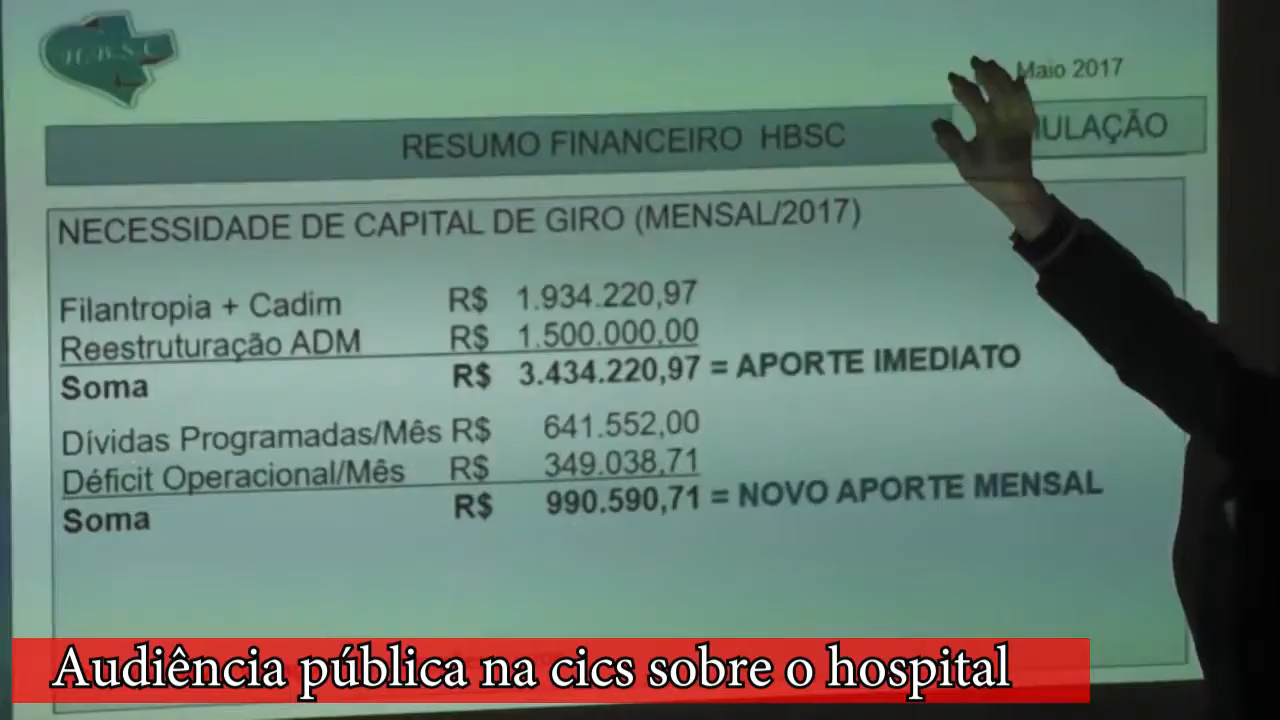 H.B.S.C
Maio 2017
RESUMO FINANCEIRO HBSC
NECESSIDADE DE CAPITAL DE GIRO (MENSAL/2017)
Filantropia + Cadim R$ 1.934.220,97
Reestruturação ADM R$ 1.500.000,00
Soma R$ 3.434.220,97 = APORTE IMEDIATO
Dívidas Programadas/Mês R$ 641.552,00
Déficit Operacional/Mês R$ 349.038,71
Soma R$ 990.590,71 = NOVO APORTE MENSAL
Audiência pública na cics sobre o hospital